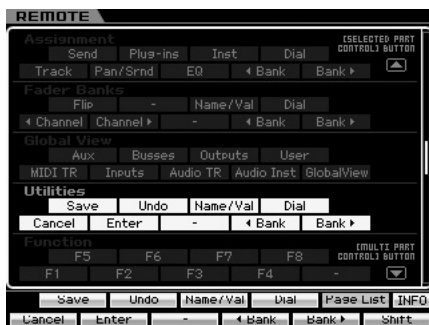 REMOTE
Assignment
[SELECTED PART CONTROL] BUTTON
Send Plug-ins Inst Dial
Track Pan/Srnd EQ ◂ Bank Bank ▸
Fader Banks
Flip - Name/Val Dial
◂ Channel Channel ▸ - ◂ Bank Bank ▸
Global View
Aux Busses Outputs User
MIDI TR Inputs Audio TR Audio Inst GlobalView
Utilities
Save Undo Name/Val Dial
Cancel Enter - ◂ Bank Bank ▸
Function
[MULTI PART CONTROL] BUTTON
F5 F6 F7 F8
F1 F2 F3 F4 -
Save Undo Name/Val Dial Page List INFO
Cancel Enter - ◂ Bank Bank ▸ Shift